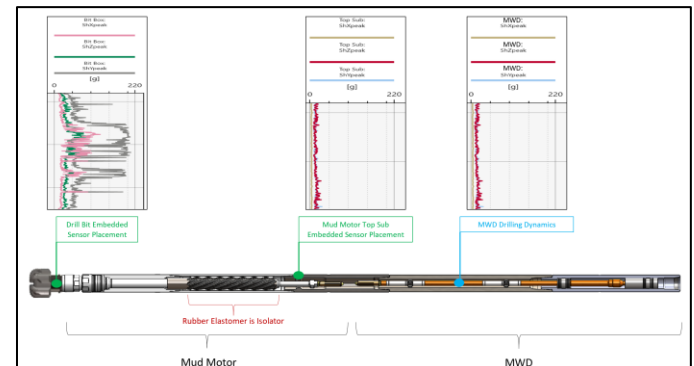 Bit Box:
ShXpeak
Bit Box:
ShZpeak
Bit Box:
ShYpeak
[g]
0 220
Top Sub:
ShXpeak
Top Sub:
ShZpeak
Top Sub:
ShYpeak
[g]
0 220
MWD:
ShXpeak
MWD:
ShZpeak
MWD:
ShYpeak
[g]
0 220
Drill Bit Embedded
Sensor Placement
Mud Motor Top Sub
Embedded Sensor Placement
MWD Drilling Dynamics
Rubber Elastomer is Isolator
Mud Motor
MWD